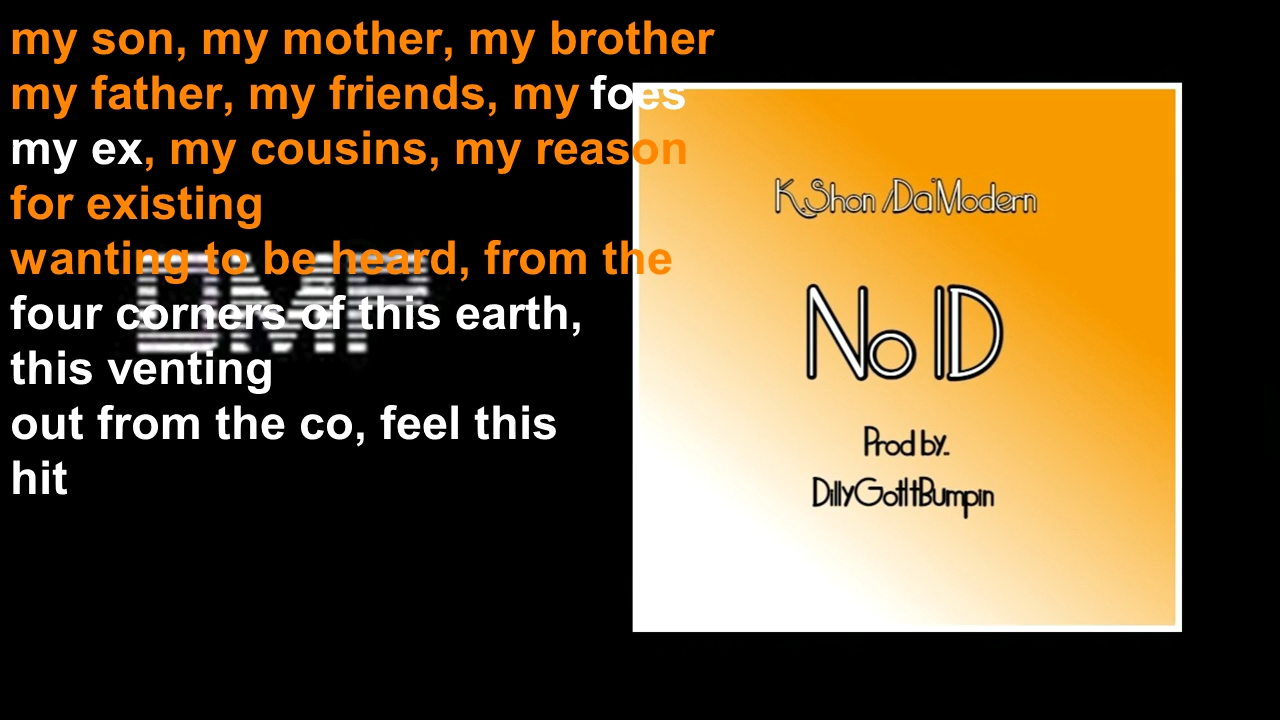 my son, my mother, my brother
my father, my friends, my foes
my ex, my cousins, my reason
for existing
wanting to be heard, from the
four corners of this earth,
this venting
out from the co, feel this
hit
DMP
K.Shon /Da'Modern
No ID
Prod by.
DillyGotItBumpin